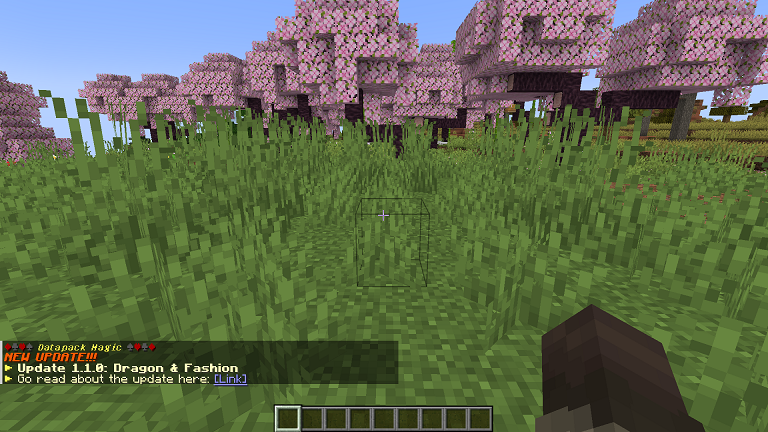 ♥♣♥♣ Datapack Magic ♣♥♣♥
NEW UPDATE!!!
► Update 1.1.0: Dragon & Fashion
► Go read about the update here: [Link]